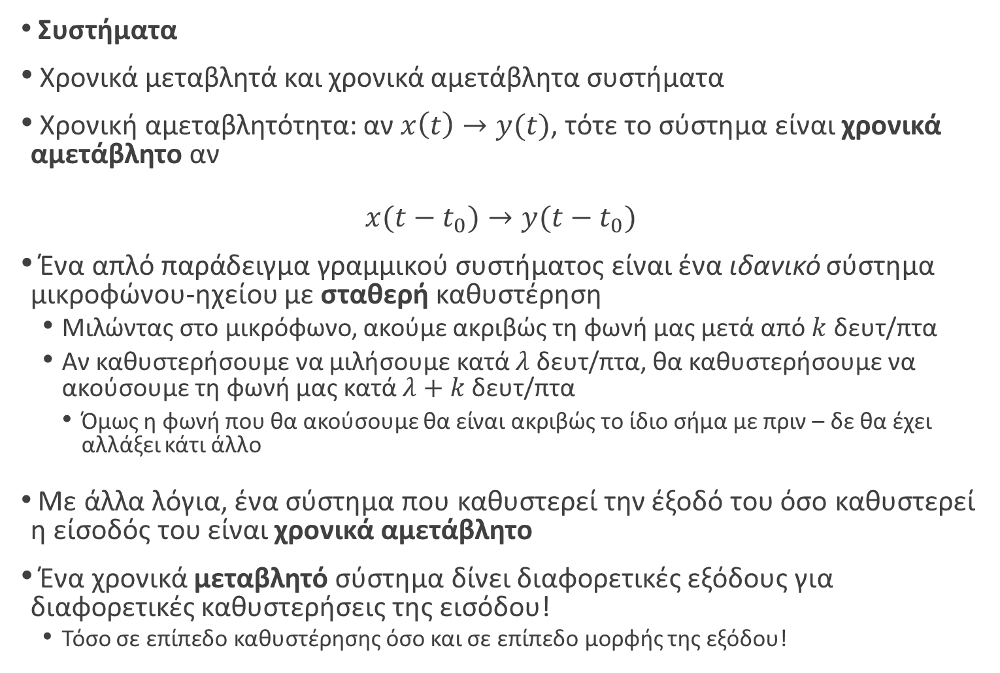 • Συστήματα
• Χρονικά μεταβλητά και χρονικά αμετάβλητα συστήματα
• Χρονική αμεταβλητότητα: αν x(t) → y(t), τότε το σύστημα είναι χρονικά
αμετάβλητο αν
x(t − t₀) → y(t − t₀)
• Ένα απλό παράδειγμα γραμμικού συστήματος είναι ένα ιδανικό σύστημα
μικροφώνου-ηχείου με σταθερή καθυστέρηση
• Μιλώντας στο μικρόφωνο, ακούμε ακριβώς τη φωνή μας μετά από k δευτ/πτα
• Αν καθυστερήσουμε να μιλήσουμε κατά λ δευτ/πτα, θα καθυστερήσουμε να
ακούσουμε τη φωνή μας κατά λ + k δευτ/πτα
• Όμως η φωνή που θα ακούσουμε θα είναι ακριβώς το ίδιο σήμα με πριν – δε θα έχει
αλλάξει κάτι άλλο
• Με άλλα λόγια, ένα σύστημα που καθυστερεί την έξοδό του όσο καθυστερεί
η είσοδός του είναι χρονικά αμετάβλητο
• Ένα χρονικά μεταβλητό σύστημα δίνει διαφορετικές εξόδους για
διαφορετικές καθυστερήσεις της εισόδου!
• Τόσο σε επίπεδο καθυστέρησης όσο και σε επίπεδο μορφής της εξόδου!